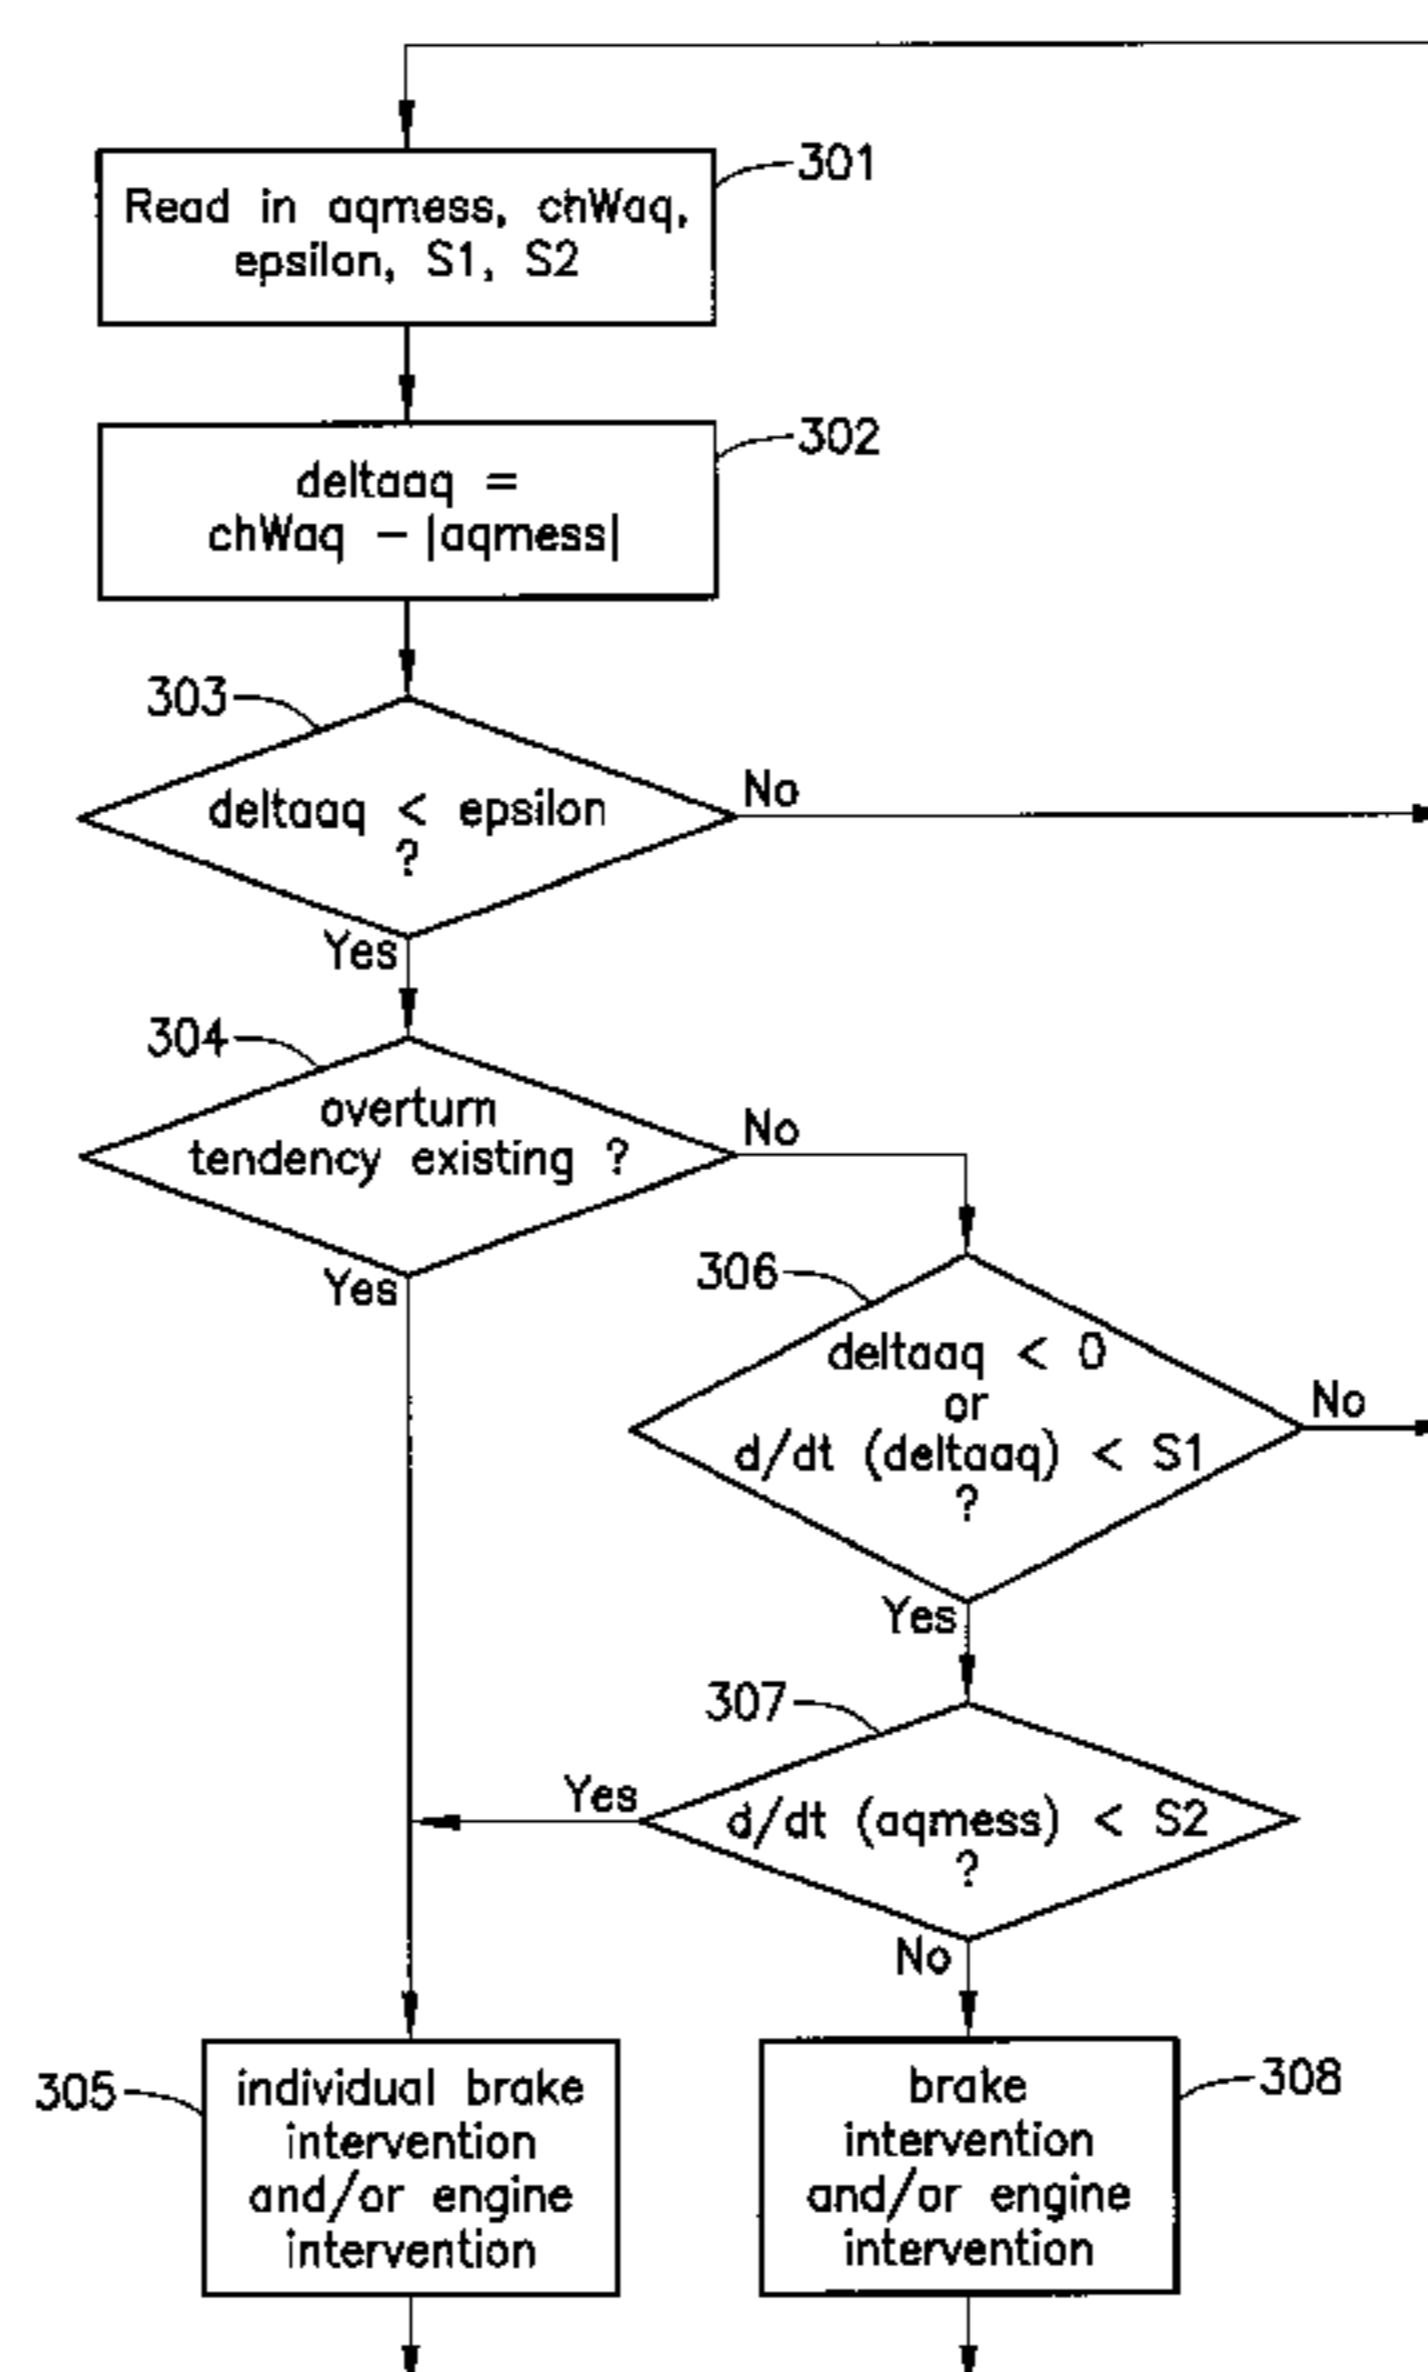 301
Read in aqmess, chWaq,
epsilon, S1, S2
302
deltaaq =
chWaq - |aqmess|
303
deltaaq < epsilon
?
No
Yes
304
overturn
tendency existing ?
No
Yes
306
deltaaq < 0
or
d/dt (deltaaq) < S1
?
No
Yes
307
d/dt (aqmess) < S2
?
Yes
No
305
individual brake
intervention
and/or engine
intervention
308
brake
intervention
and/or engine
intervention